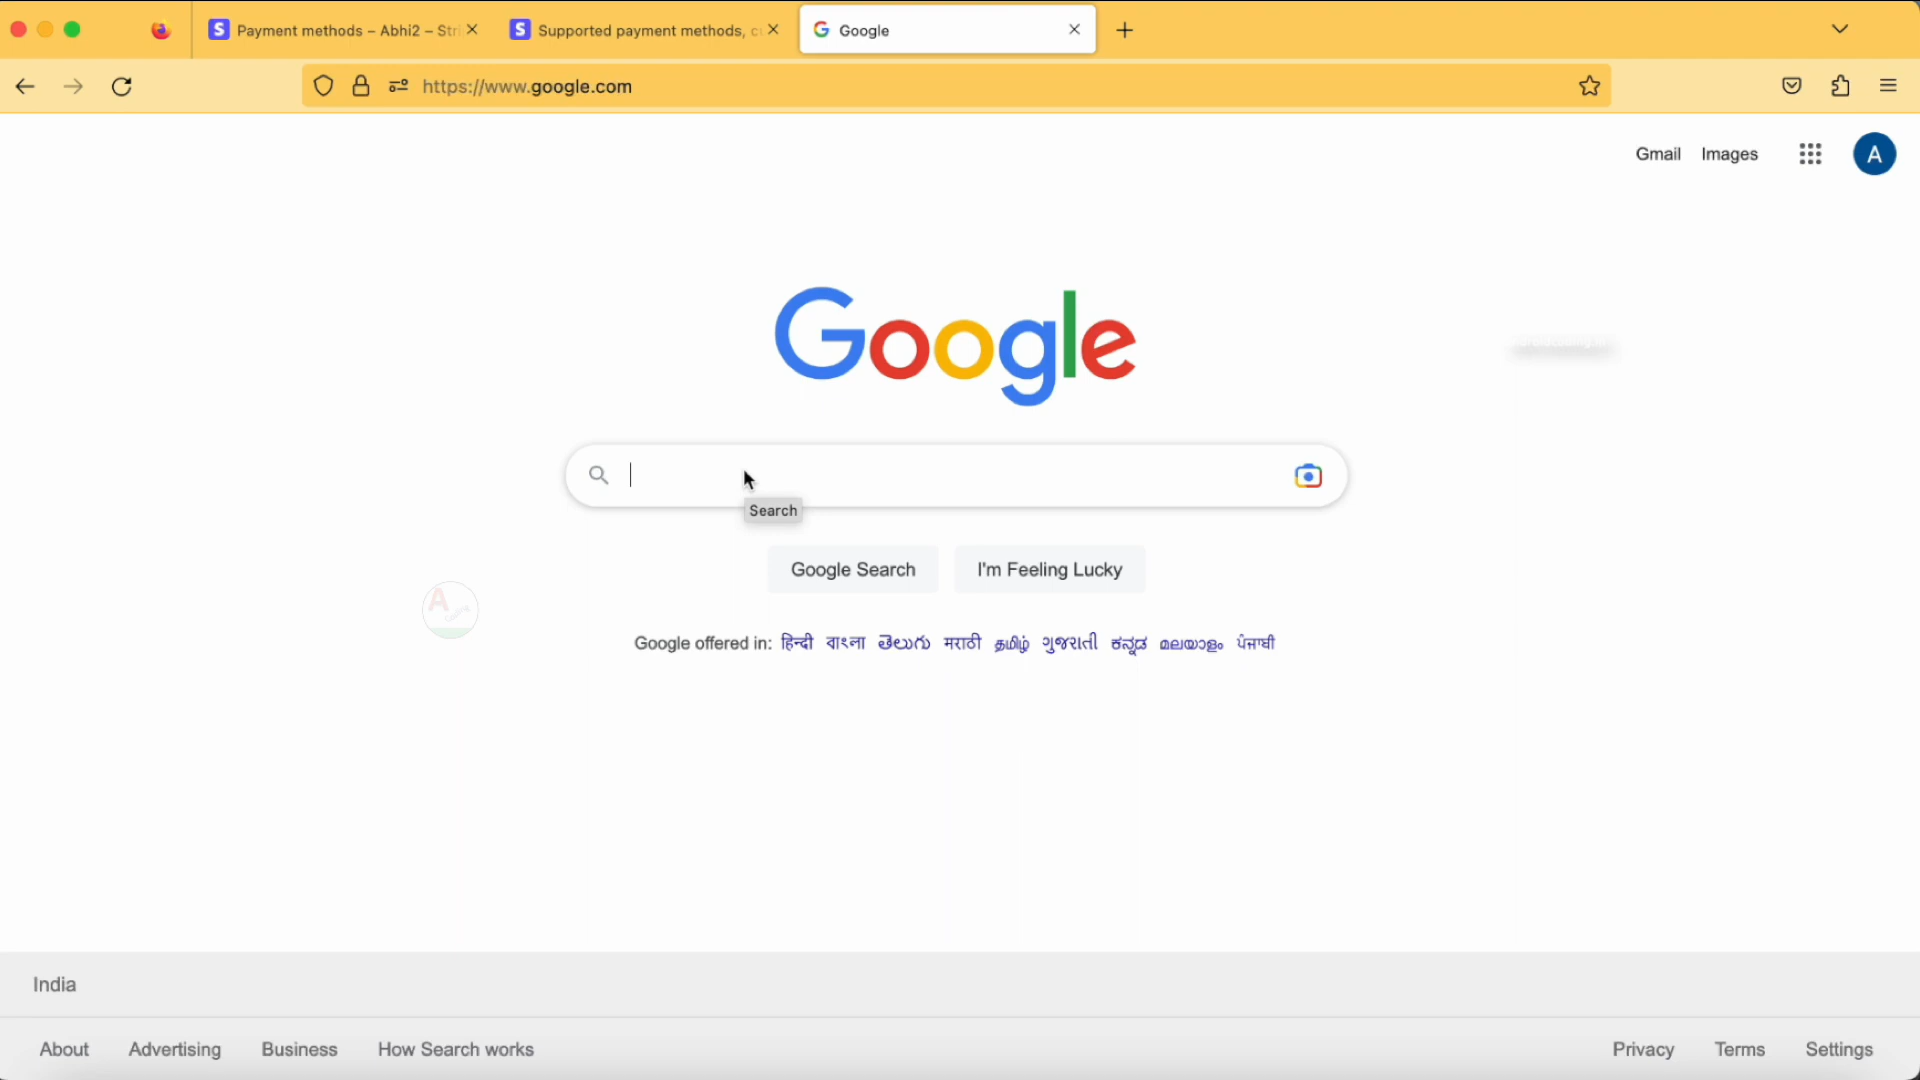 Payment methods – Abhi2 – Stri
Supported payment methods, c
Google
https://www.google.com
Gmail Images A
Google
Search
Google Search I'm Feeling Lucky
Google offered in: हिन्दी বাংলা తెలుగు मराठी தமிழ் ગુજરાતી ಕನ್ನಡ മലയാളം ਪੰਜਾਬੀ
India
About Advertising Business How Search works Privacy Terms Settings